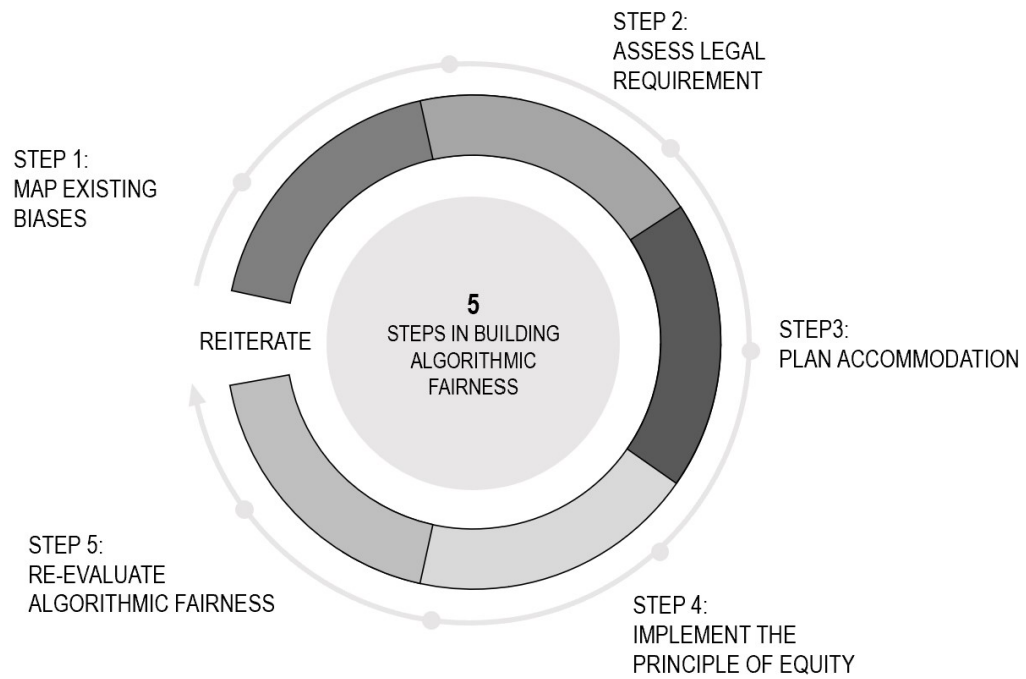 STEP 1:
MAP EXISTING
BIASES
STEP 2:
ASSESS LEGAL
REQUIREMENT
STEP3:
PLAN ACCOMMODATION
STEP 4:
IMPLEMENT THE
PRINCIPLE OF EQUITY
STEP 5:
RE-EVALUATE
ALGORITHMIC FAIRNESS
REITERATE
5
STEPS IN BUILDING
ALGORITHMIC
FAIRNESS